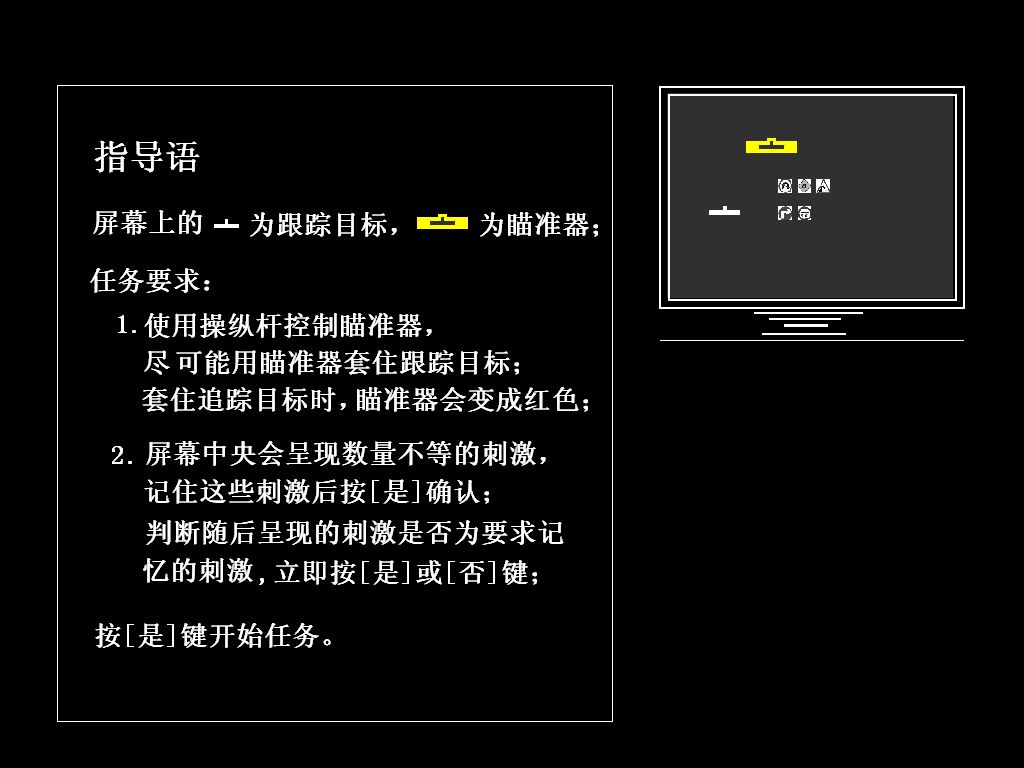 指导语
屏幕上的 为跟踪目标， 为瞄准器；
任务要求：
1.使用操纵杆控制瞄准器，
尽可能用瞄准器套住跟踪目标；
套住追踪目标时，瞄准器会变成红色；
2.屏幕中央会呈现数量不等的刺激，
记住这些刺激后按[是]确认；
判断随后呈现的刺激是否为要求记
忆的刺激，立即按[是]或[否]键；
按[是]键开始任务。